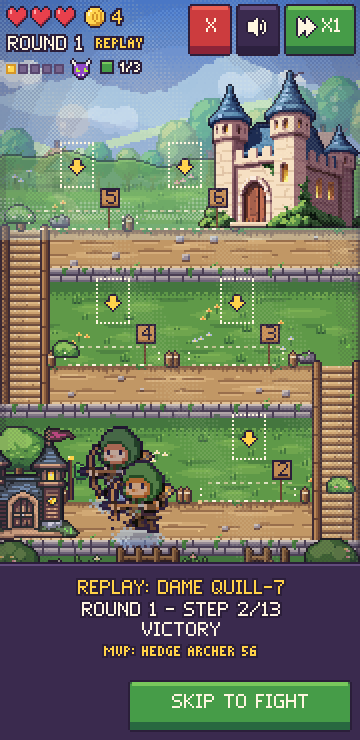 4
X
X1
ROUND 1 REPLAY
1/3
5
6
4
3
2
REPLAY: DAME QUILL-7
ROUND 1 - STEP 2/13
VICTORY
MVP: HEDGE ARCHER 56
SKIP TO FIGHT